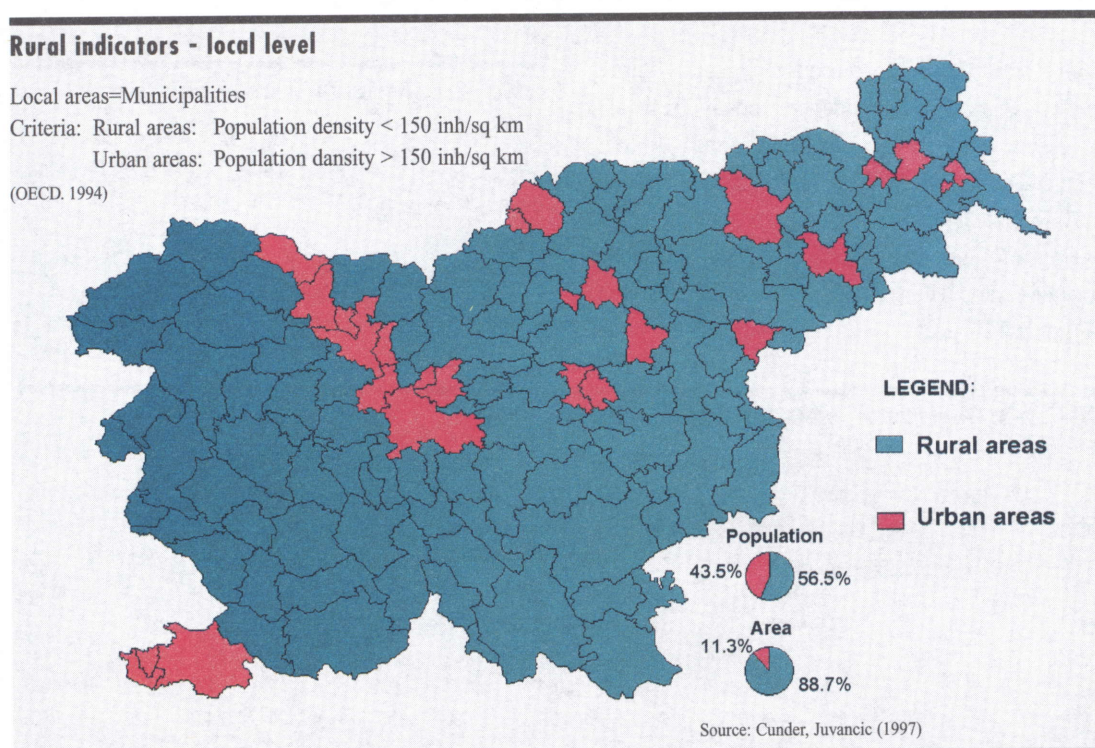 Rural indicators - local level
Local areas=Municipalities
Criteria: Rural areas: Population density < 150 inh/sq km
Urban areas: Population dansity > 150 inh/sq km
(OECD. 1994)
LEGEND:
Rural areas
Urban areas
Population
43.5% 56.5%
Area
11.3%
88.7%
Source: Cunder, Juvancic (1997)